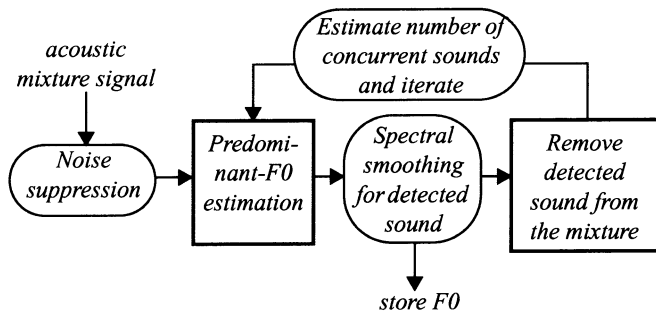 Estimate number of
concurrent sounds
and iterate
acoustic
mixture signal
Noise
suppression
Predomi-
nant-F0
estimation
Spectral
smoothing
for detected
sound
Remove
detected
sound from
the mixture
store F0